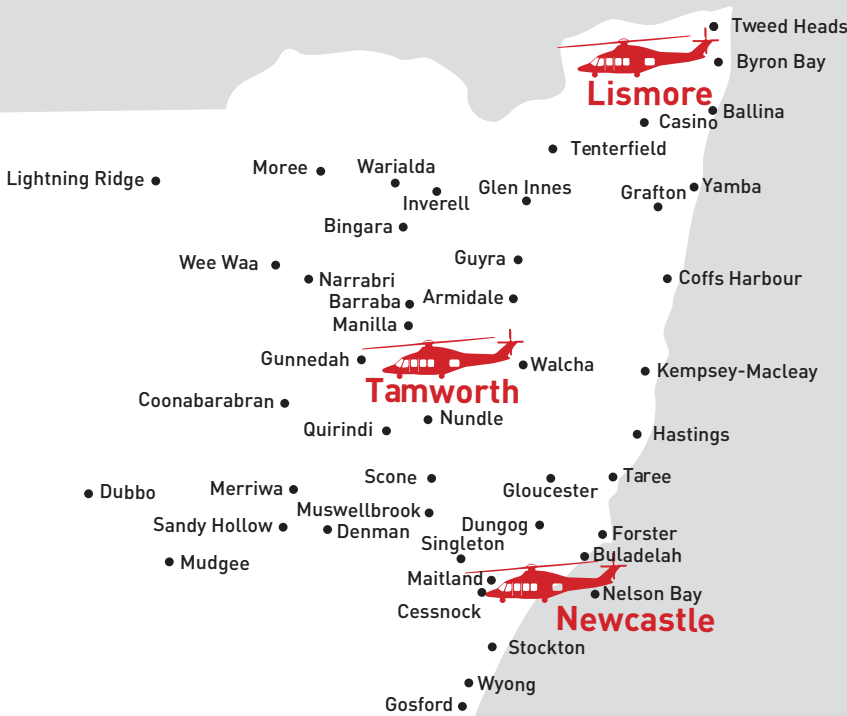 Tweed Heads
Byron Bay
Lismore
Ballina
Casino
Tenterfield
Moree
Warialda
Lightning Ridge
Glen Innes
Yamba
Grafton
Inverell
Bingara
Guyra
Wee Waa
Narrabri
Coffs Harbour
Barraba
Armidale
Manilla
Gunnedah
Walcha
Kempsey-Macleay
Tamworth
Coonabarabran
Nundle
Quirindi
Hastings
Scone
Taree
Gloucester
Dubbo
Merriwa
Muswellbrook
Sandy Hollow
Denman
Dungog
Forster
Singleton
Buladelah
Mudgee
Maitland
Nelson Bay
Cessnock
Newcastle
Stockton
Wyong
Gosford